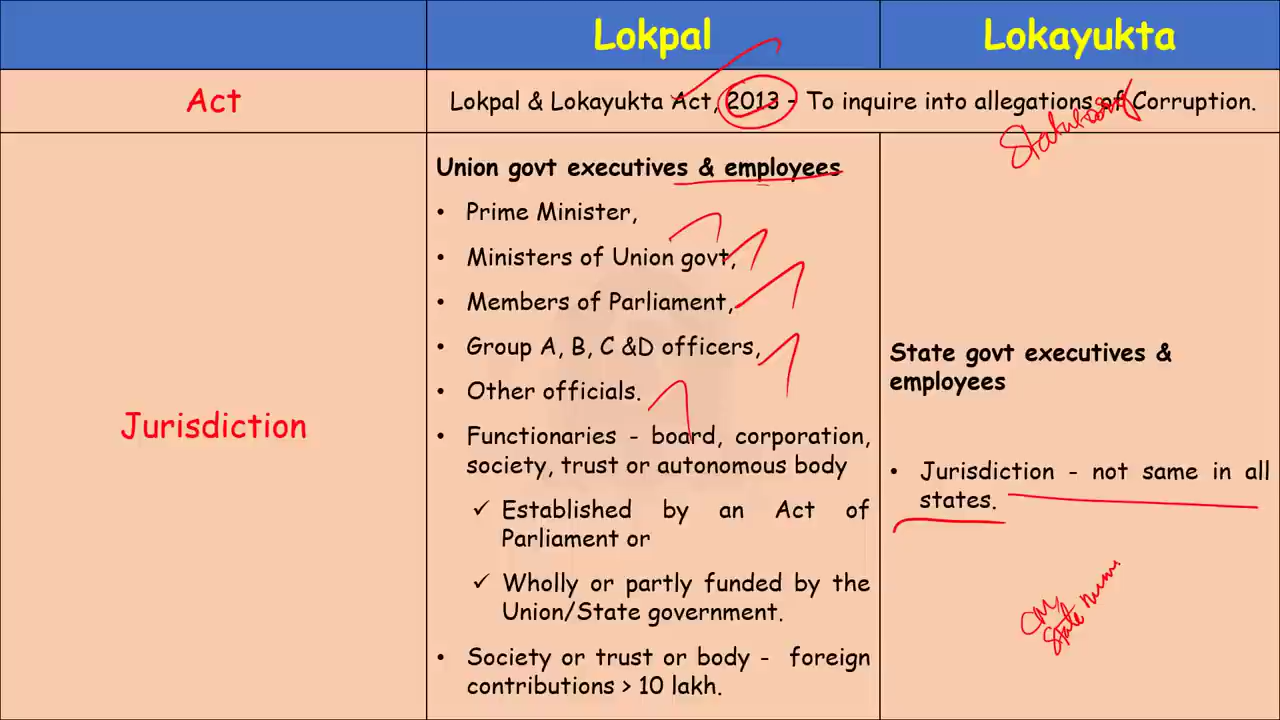 Lokpal
Lokayukta
Act
Lokpal & Lokayukta Act, 2013 - To inquire into allegations of Corruption.
Statutory
Jurisdiction
Union govt executives & employees
• Prime Minister,
• Ministers of Union govt,
• Members of Parliament,
• Group A, B, C &D officers,
• Other officials.
• Functionaries - board, corporation,
society, trust or autonomous body
✓ Established by an Act of
Parliament or
✓ Wholly or partly funded by the
Union/State government.
• Society or trust or body - foreign
contributions > 10 lakh.
State govt executives &
employees
• Jurisdiction - not same in all
states.
CM,
State